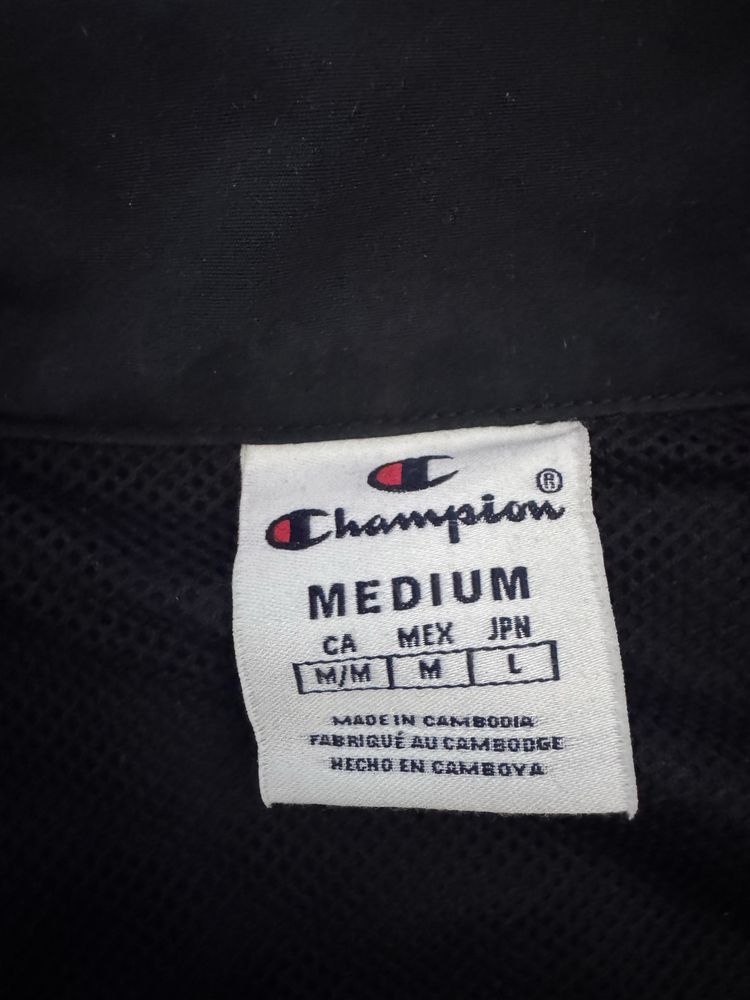 Champion®
MEDIUM
CA MEX JPN
M/M M L
MADE IN CAMBODIA
FABRIQUÉ AU CAMBODGE
HECHO EN CAMBOYA